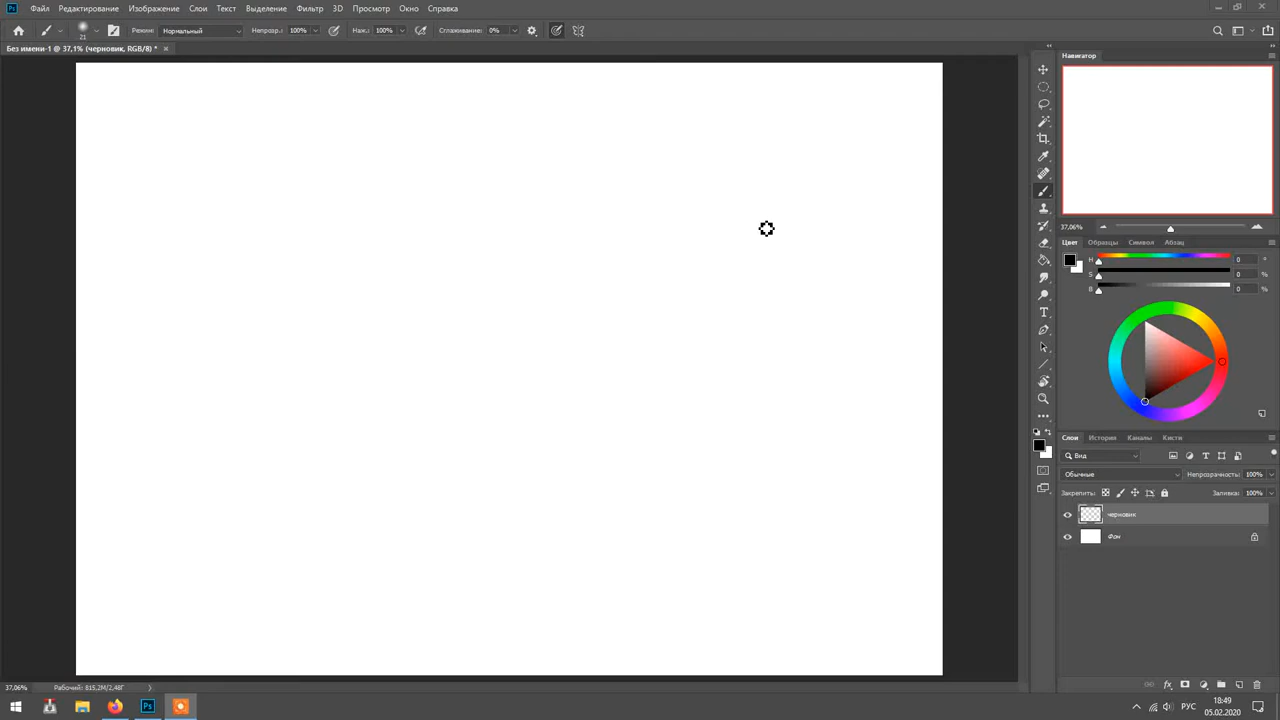 Ps Файл Редактирование Изображение Слои Текст Выделение Фильтр 3D Просмотр Окно Справка
21 Режим: Нормальный Непрозр.: 100% Наж.: 100% Сглаживание: 0%
Без имени-1 @ 37,1% (черновик, RGB/8) * ×
Навигатор
37,06%
Цвет Образцы Символ Абзац
H 0 °
S 0 %
B 0 %
Слои История Каналы Кисти
Вид
Обычные Непрозрачность: 100%
Закрепить: Заливка: 100%
черновик
Фон
37,06% Рабочий: 815,2M/2,48Г
Ps РУС 18:49
05.02.2020